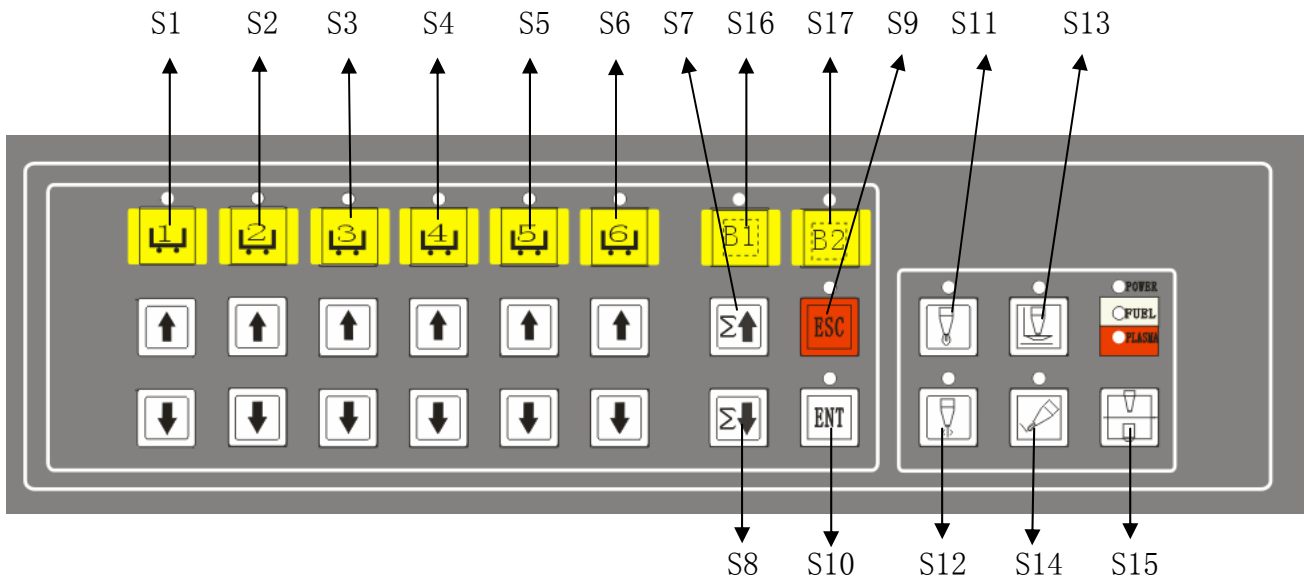 S1 S2 S3 S4 S5 S6 S7 S16 S17 S9 S11 S13
1 2 3 4 5 6 B1 B2
POWER
FUEL
PLASMA
Σ ESC
Σ ENT
S8 S10 S12 S14 S15